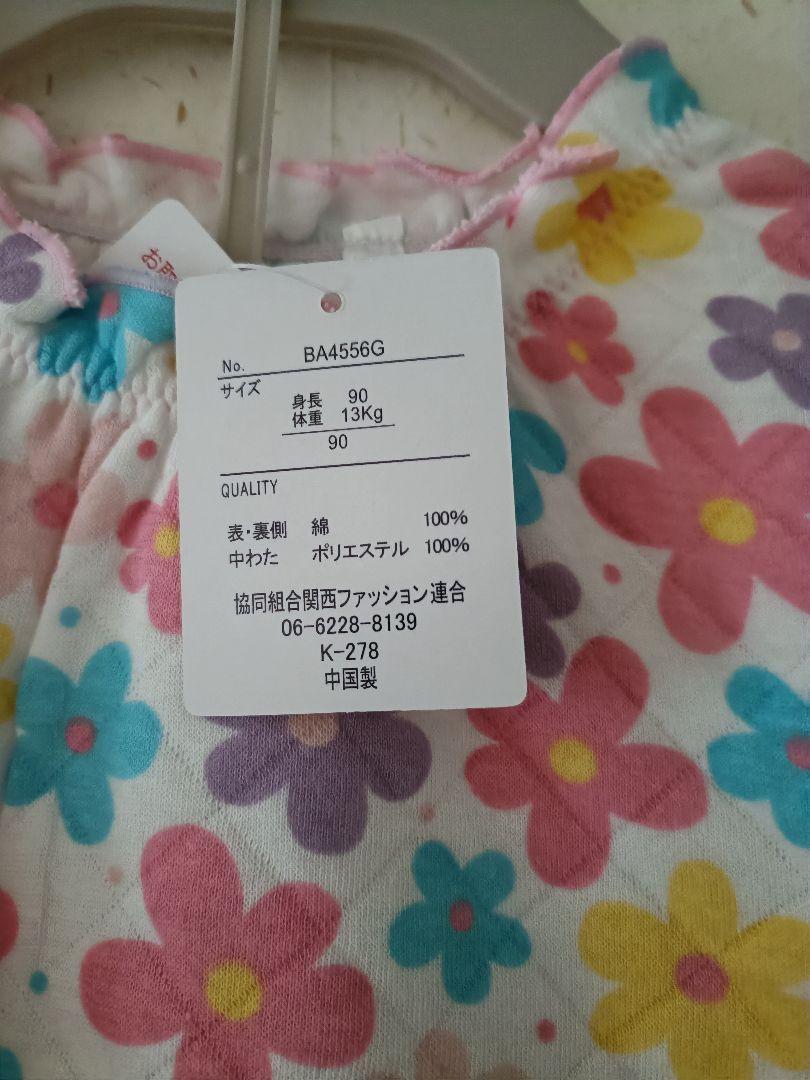 お
No. BA4556G
サイズ
身長 90
体重 13Kg
90
QUALITY
表・裏側 綿 100%
中わた ポリエステル 100%
協同組合関西ファッション連合
06-6228-8139
K-278
中国製